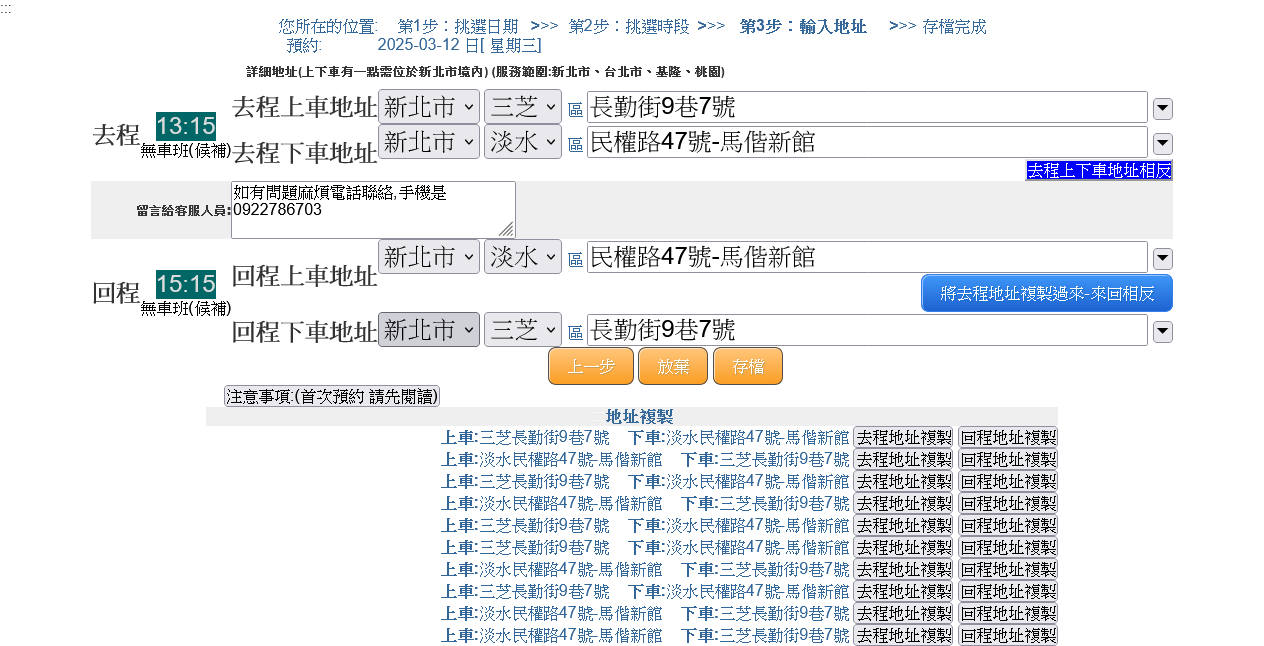 :::
您所在的位置: 第1步：挑選日期 >>> 第2步：挑選時段 >>> 第3步：輸入地址 >>> 存檔完成
預約: 2025-03-12 日[ 星期三]
詳細地址(上下車有一點需位於新北市境內) (服務範圍:新北市、台北市、基隆、桃園)
去程 13:15 無車班(候補)
去程上車地址 新北市 三芝 區 長勤街9巷7號
去程下車地址 新北市 淡水 區 民權路47號-馬偕新館
去程上下車地址相反
留言給客服人員: 如有問題麻煩電話聯絡,手機是
0922786703
回程 15:15 無車班(候補)
回程上車地址 新北市 淡水 區 民權路47號-馬偕新館
將去程地址複製過來-來回相反
回程下車地址 新北市 三芝 區 長勤街9巷7號
上一步 放棄 存檔
注意事項:(首次預約 請先閱讀)
地址複製
上車:三芝長勤街9巷7號 下車:淡水民權路47號-馬偕新館 去程地址複製 回程地址複製
上車:淡水民權路47號-馬偕新館 下車:三芝長勤街9巷7號 去程地址複製 回程地址複製
上車:三芝長勤街9巷7號 下車:淡水民權路47號-馬偕新館 去程地址複製 回程地址複製
上車:淡水民權路47號-馬偕新館 下車:三芝長勤街9巷7號 去程地址複製 回程地址複製
上車:三芝長勤街9巷7號 下車:淡水民權路47號-馬偕新館 去程地址複製 回程地址複製
上車:三芝長勤街9巷7號 下車:淡水民權路47號-馬偕新館 去程地址複製 回程地址複製
上車:淡水民權路47號-馬偕新館 下車:三芝長勤街9巷7號 去程地址複製 回程地址複製
上車:三芝長勤街9巷7號 下車:淡水民權路47號-馬偕新館 去程地址複製 回程地址複製
上車:淡水民權路47號-馬偕新館 下車:三芝長勤街9巷7號 去程地址複製 回程地址複製
上車:淡水民權路47號-馬偕新館 下車:三芝長勤街9巷7號 去程地址複製 回程地址複製